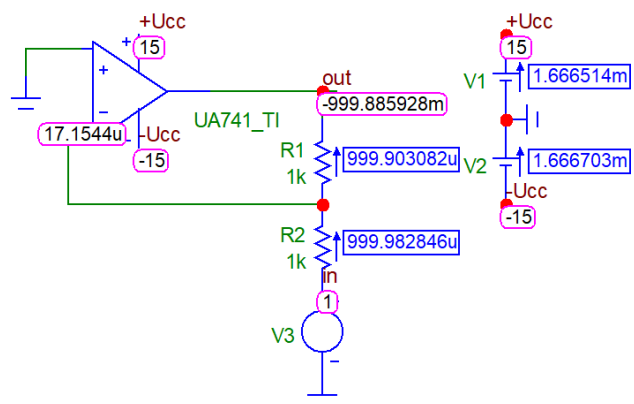 +Ucc
15
+
-
+
-
17.1544u
-Ucc
-15
UA741_TI
out
-999.885928m
R1
1k
999.903082u
R2
1k
999.982846u
in
1
V3
-
+Ucc
15
V1
1.666514m
V2
1.666703m
-Ucc
-15